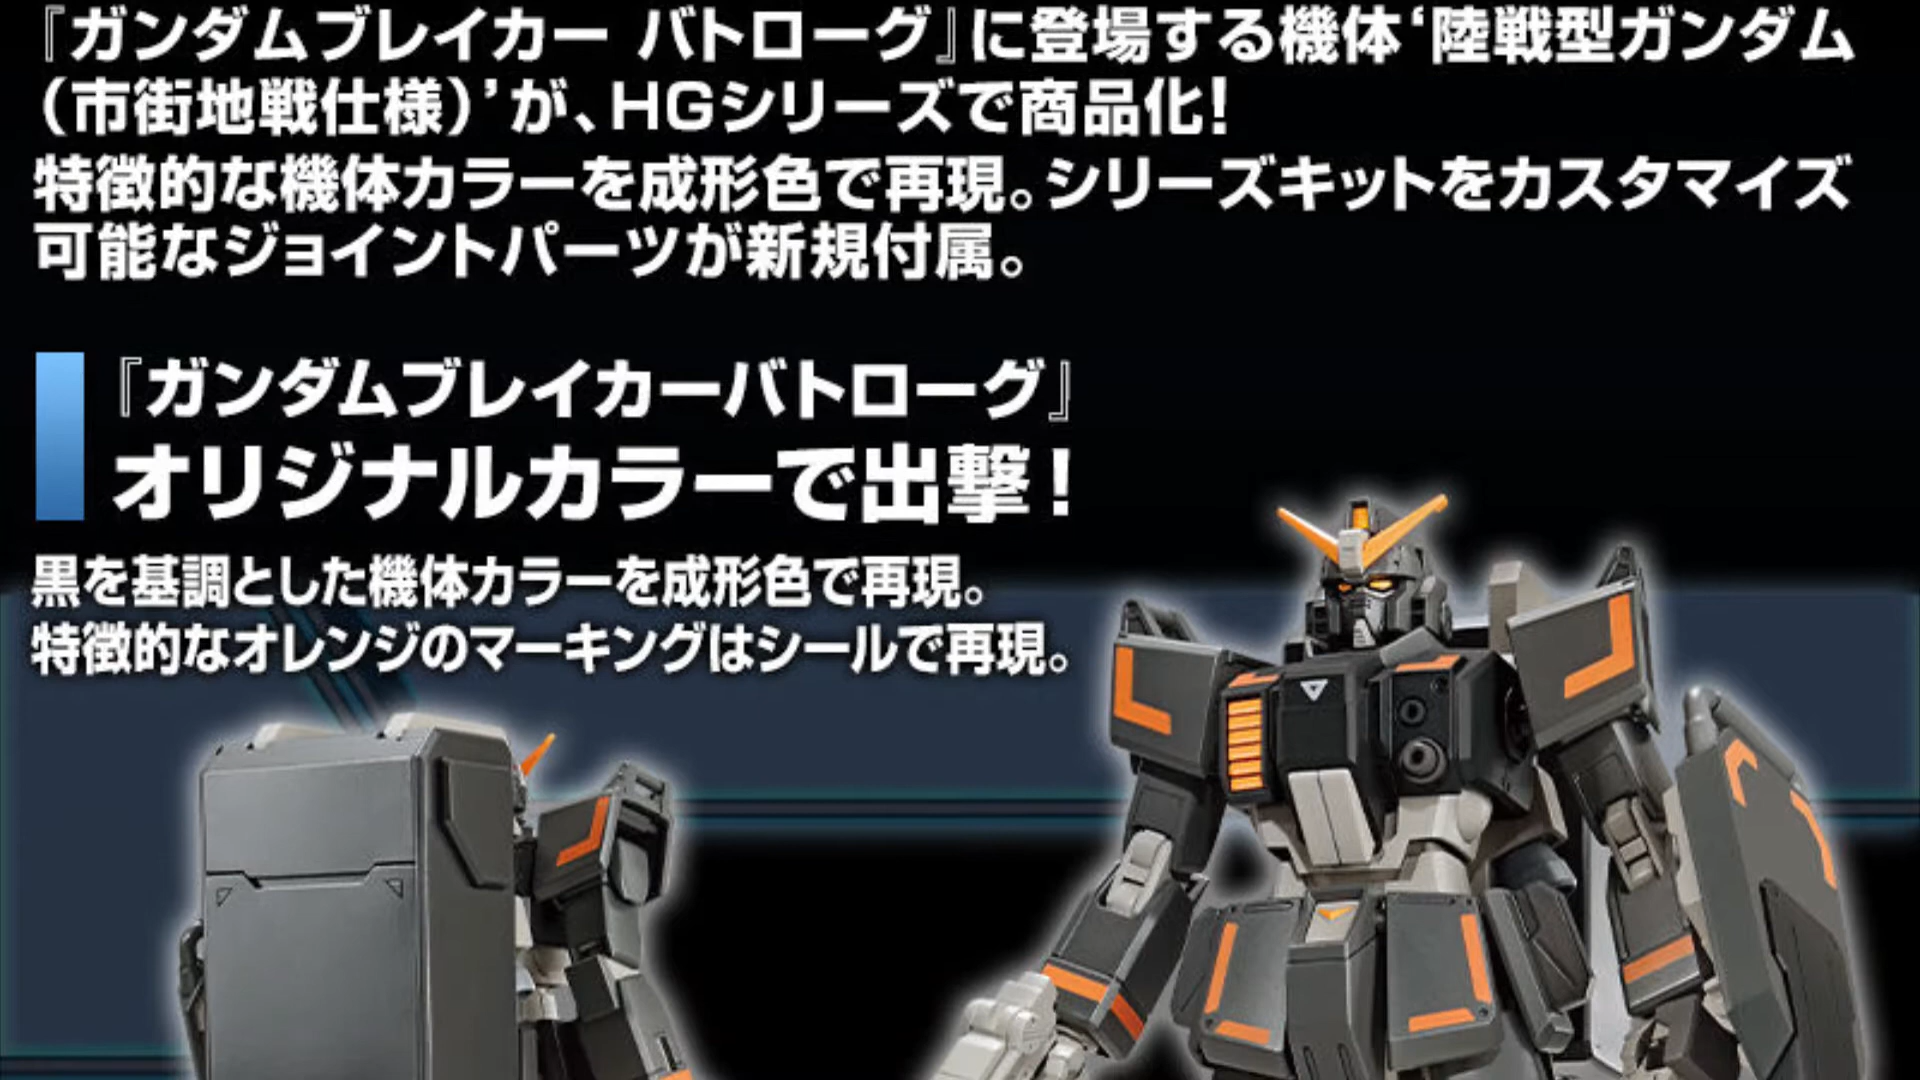 『ガンダムブレイカー バトローグ』に登場する機体‘陸戦型ガンダム
（市街地戦仕様）’が、HGシリーズで商品化！
特徴的な機体カラーを成形色で再現。シリーズキットをカスタマイズ
可能なジョイントパーツが新規付属。
『ガンダムブレイカーバトローグ』
オリジナルカラーで出撃！
黒を基調とした機体カラーを成形色で再現。
特徴的なオレンジのマーキングはシールで再現。